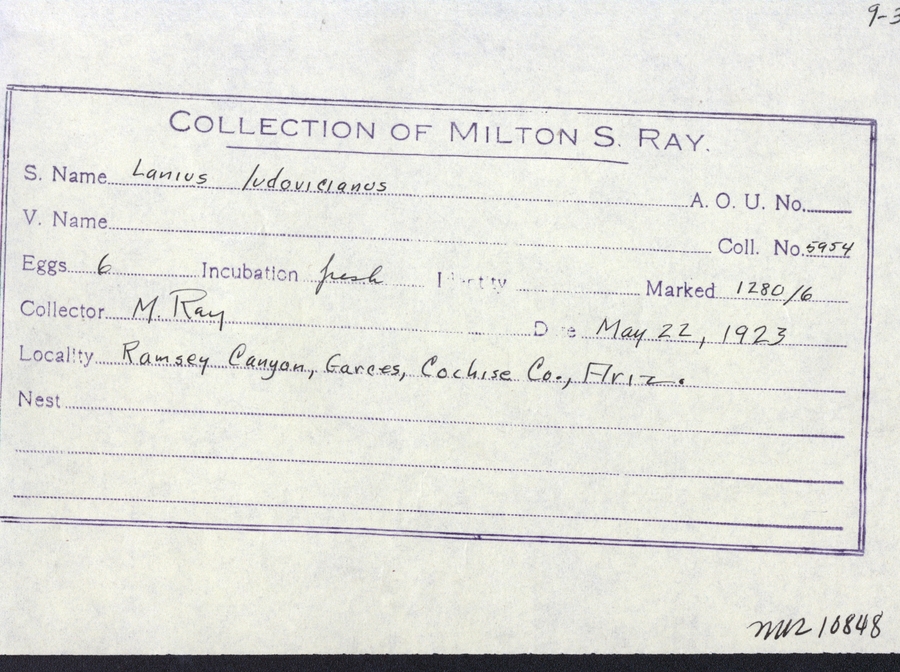 9-3
COLLECTION OF MILTON S. RAY.
S. Name Lanius ludovicianus A. O. U. No.
V. Name Coll. No. 5954
Eggs 6 Incubation fresh Identity Marked 1280/6
Collector M. Ray Date May 22, 1923
Locality Ramsey Canyon, Garces, Cochise Co., Ariz.
Nest
10848